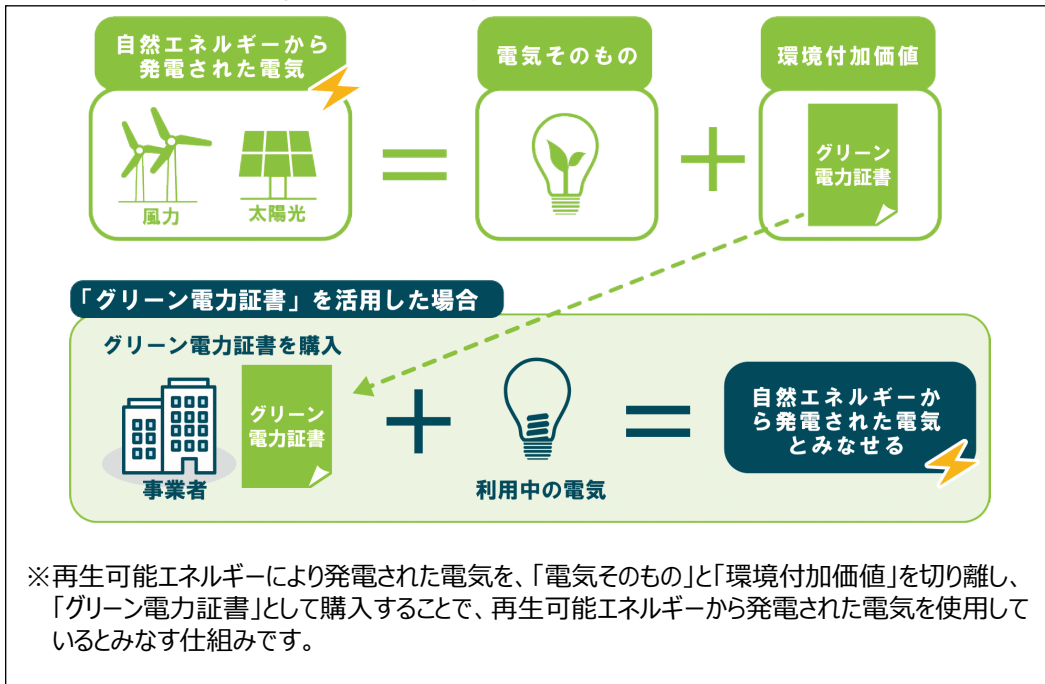 自然エネルギーから
発電された電気
電気そのもの
環境付加価値
風力
太陽光
グリーン
電力証書
「グリーン電力証書」を活用した場合
グリーン電力証書を購入
グリーン
電力証書
事業者
利用中の電気
自然エネルギーか
ら発電された電気
とみなせる
※再生可能エネルギーにより発電された電気を、「電気そのもの」と「環境付加価値」を切り離し、
「グリーン電力証書」として購入することで、再生可能エネルギーから発電された電気を使用して
いるとみなす仕組みです。